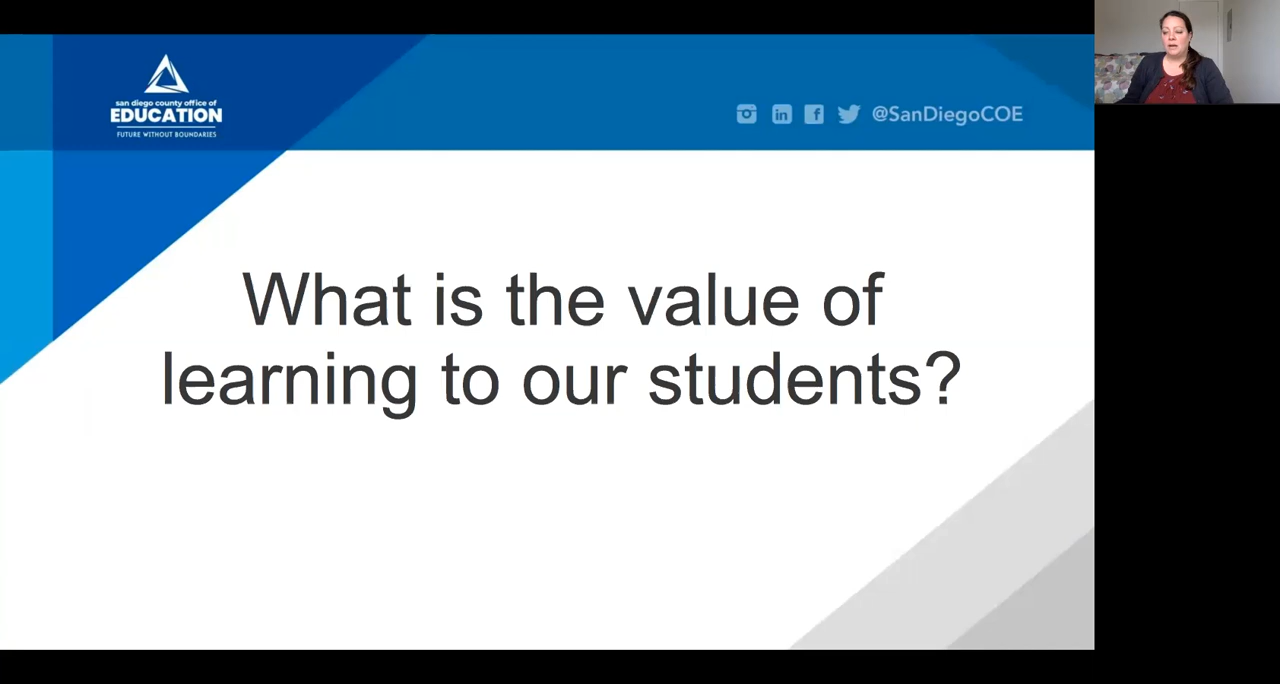 san diego county office of
EDUCATION
FUTURE WITHOUT BOUNDARIES
in f @SanDiegoCOE
What is the value of
learning to our students?